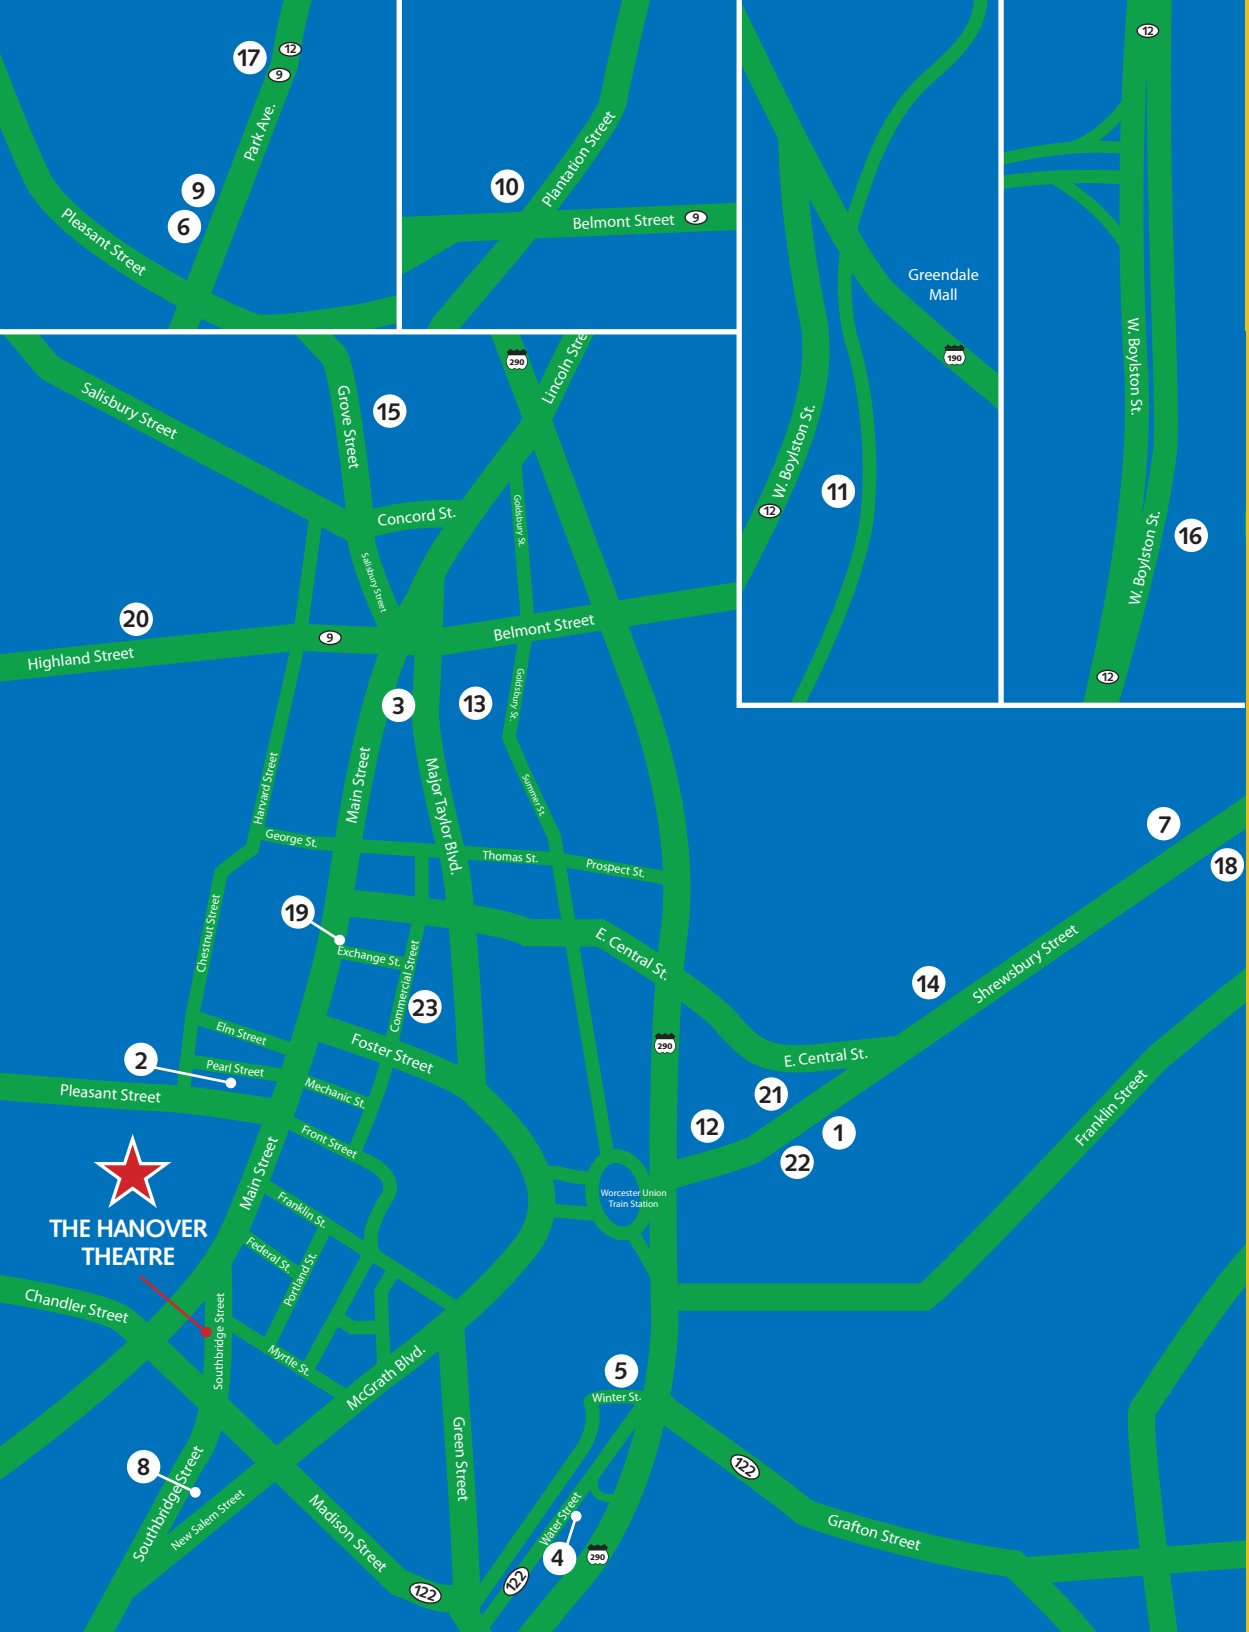 17
12
9
Park Ave.
9
6
Pleasant Street
10
Plantation Street
Belmont Street
9
Greendale
Mall
190
W. Boylston St.
12
11
12
W. Boylston St.
W. Boylston St.
16
12
Salisbury Street
Grove Street
15
290
Lincoln Stre
Concord St.
Goldsbury St.
Salisbury Street
20
Highland Street
9
Belmont Street
3
13
Goldsbury St.
Main Street
Major Taylor Blvd.
Harvard Street
Summer St.
George St.
Thomas St.
Prospect St.
7
18
19
Chestnut Street
Exchange St.
Commercial Street
E. Central St.
23
14
Shrewsbury Street
Elm Street
Foster Street
290
E. Central St.
2
Pearl Street
Mechanic St.
Pleasant Street
21
12
1
22
Franklin Street
Front Street
Main Street
Worcester Union
Train Station
THE HANOVER
THEATRE
Franklin St.
Federal St.
Portland St.
Chandler Street
Southbridge Street
Myrtle St.
McGrath Blvd.
5
Winter St.
Green Street
8
Southbridge Street
New Salem Street
Madison Street
122
Water Street
4
122
290
122
Grafton Street